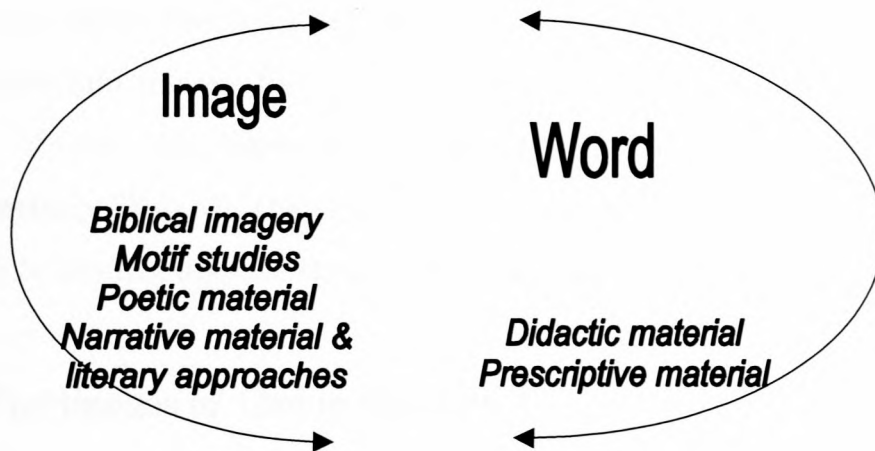 Image
Biblical imagery
Motif studies
Poetic material
Narrative material &
literary approaches
Word
Didactic material
Prescriptive material